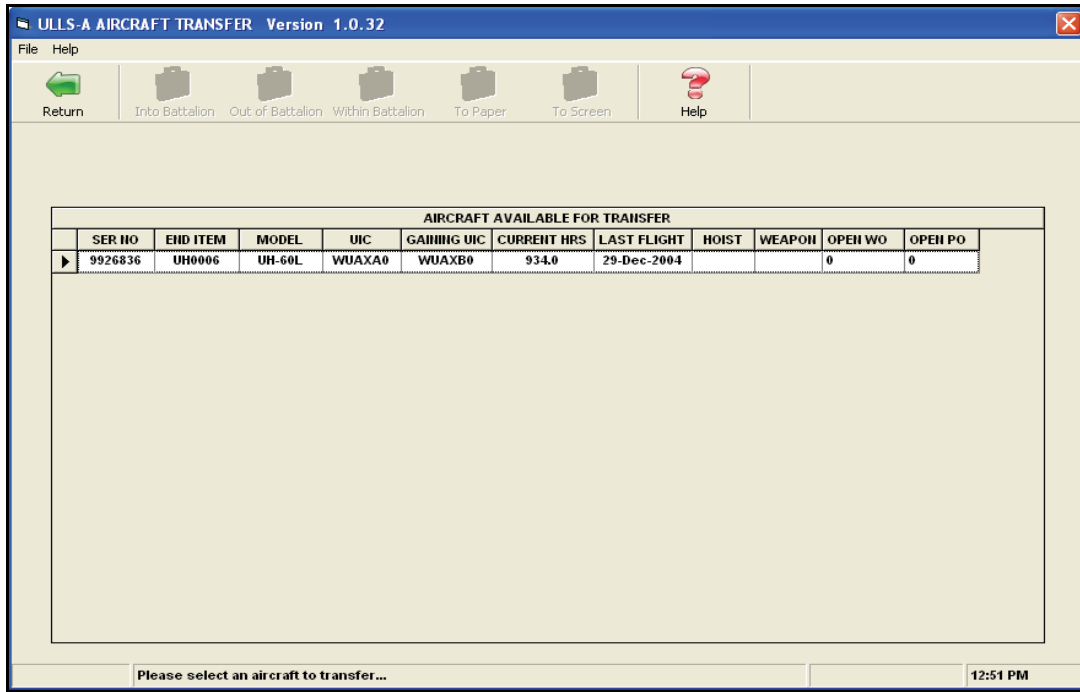 ULLS-A AIRCRAFT TRANSFER Version 1.0.32
File Help
Return Into Battalion Out of Battalion Within Battalion To Paper To Screen Help
AIRCRAFT AVAILABLE FOR TRANSFER
SER NO END ITEM MODEL UIC GAINING UIC CURRENT HRS LAST FLIGHT HOIST WEAPON OPEN WO OPEN PO
9926836 UH0006 UH-60L WUAXA0 WUAXB0 934.0 29-Dec-2004 0 0
Please select an aircraft to transfer... 12:51 PM